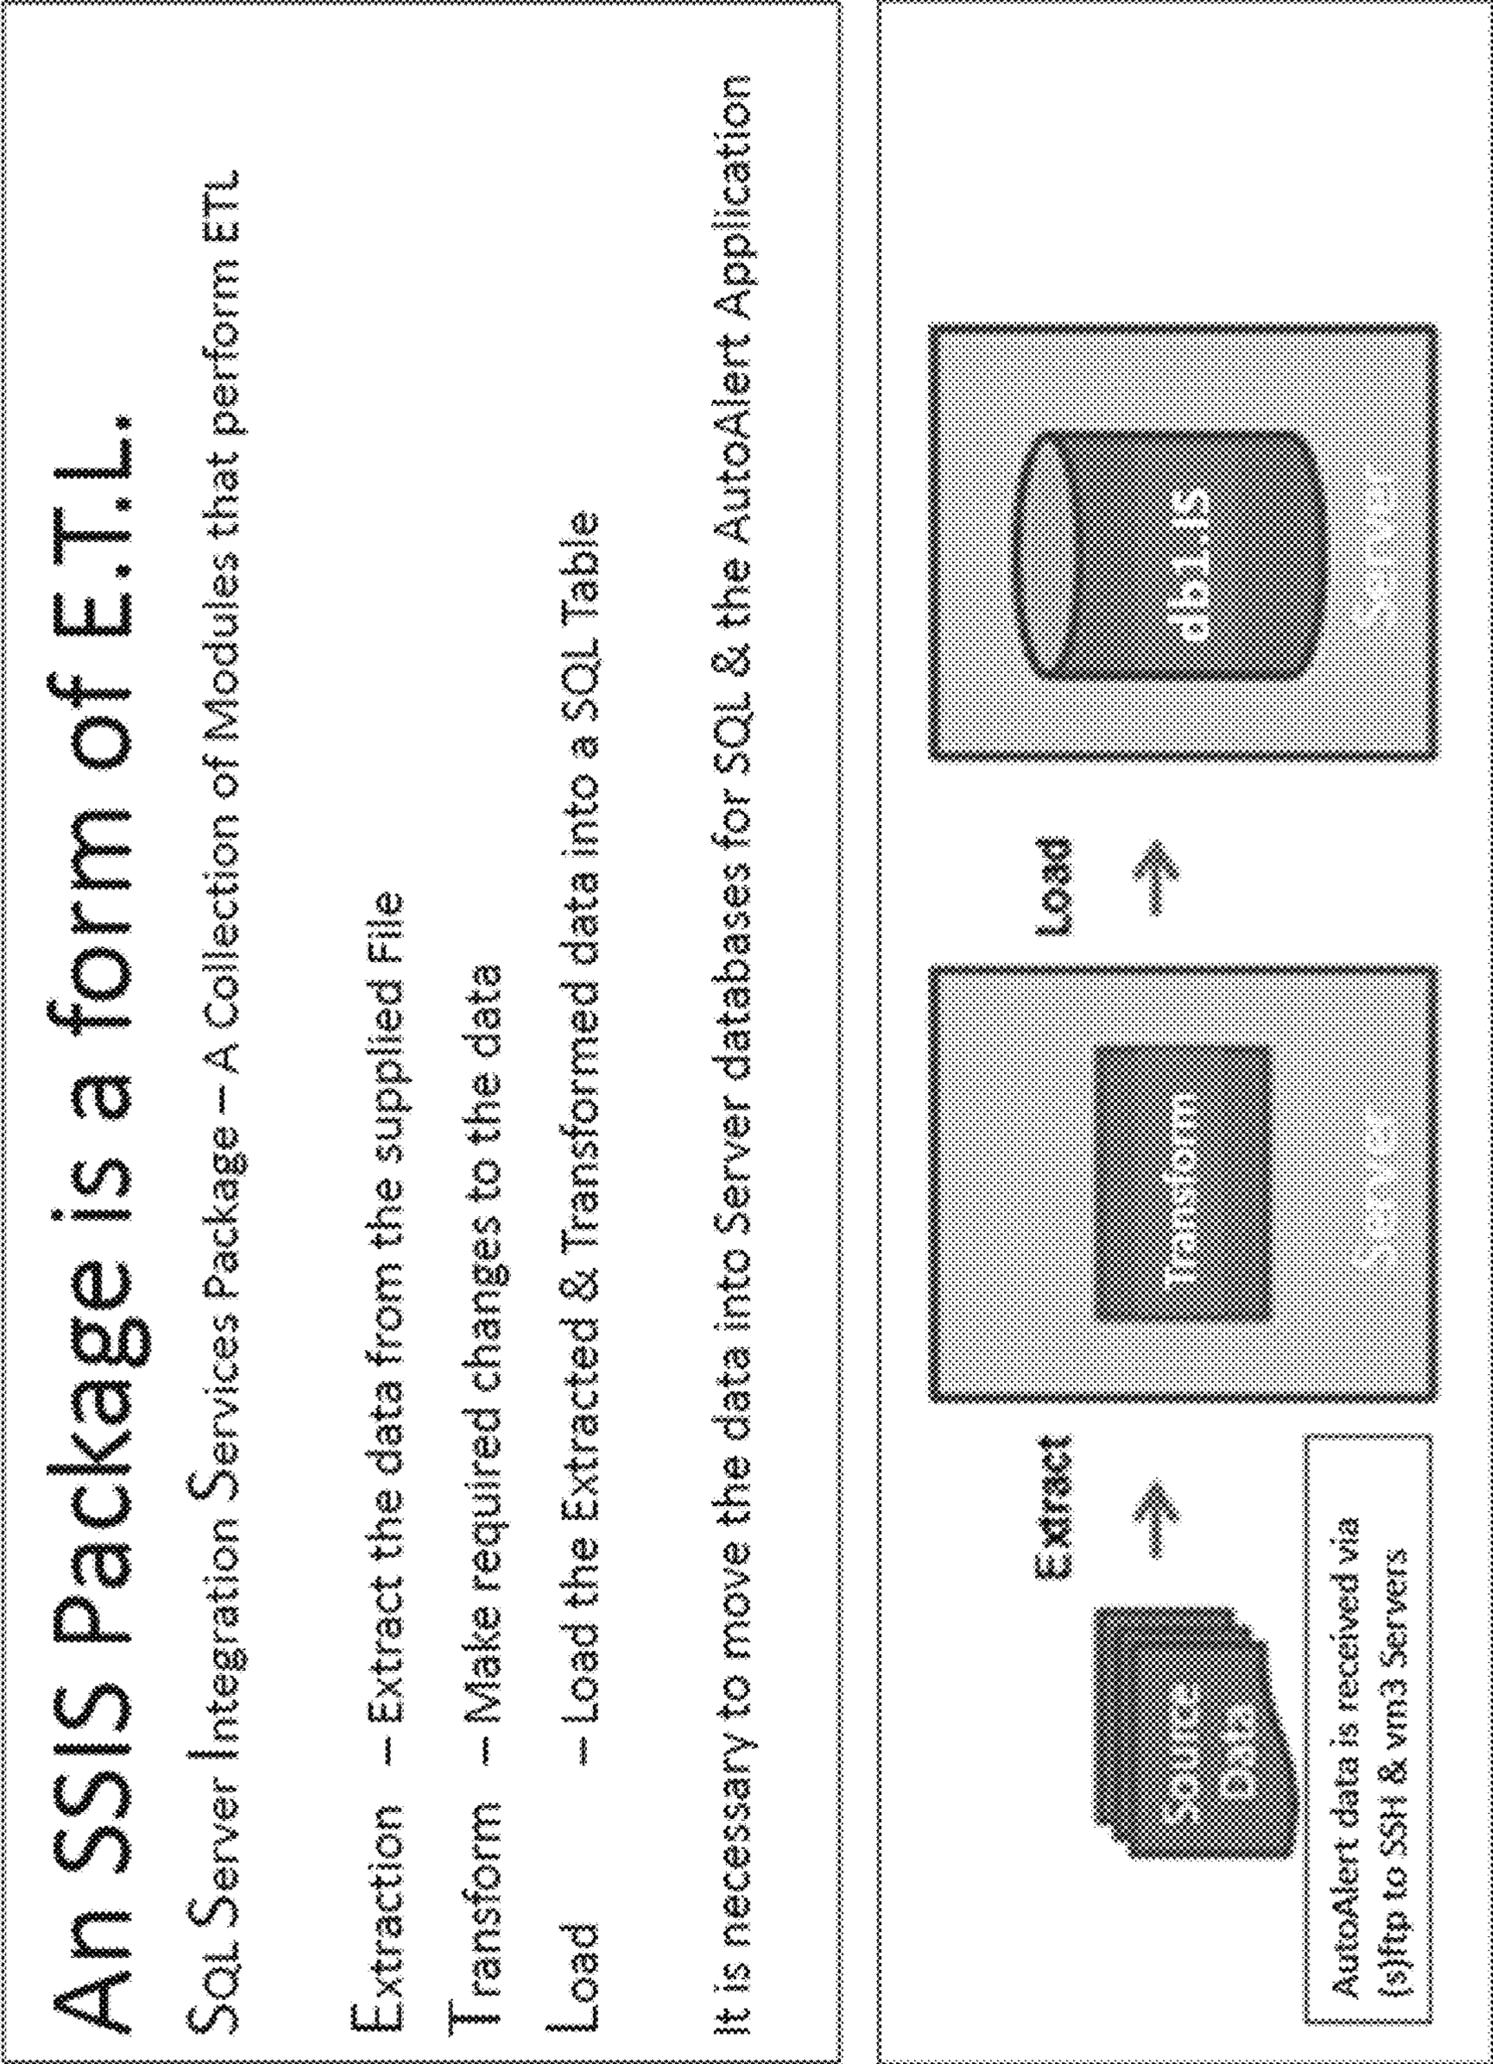 An SSIS Package is a form of E.T.L.
SQL Server Integration Services Package – A Collection of Modules that perform ETL
Extraction – Extract the data from the supplied File
Transform – Make required changes to the data
Load – Load the Extracted & Transformed data into a SQL Table
It is necessary to move the data into Server databases for SQL & the AutoAlert Application
Extract
Load
Source
Data
Transform
db1.IS
Server
Server
AutoAlert data is received via
(s)ftp to SSH & vm3 Servers